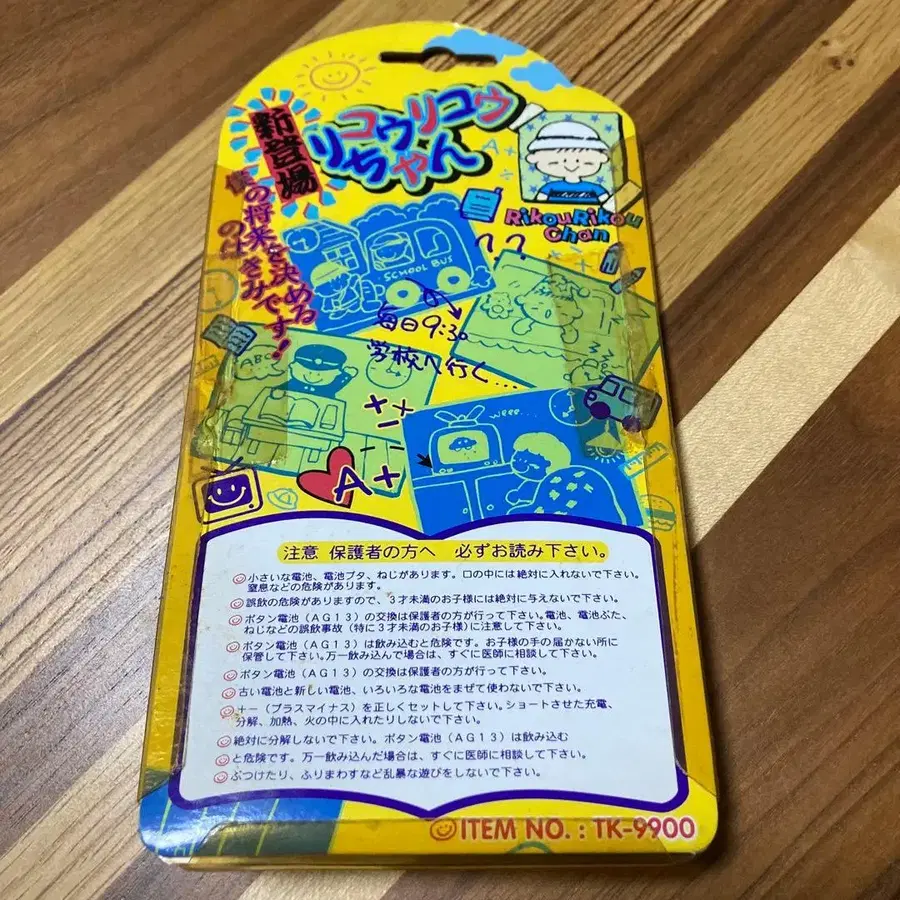 新登場
リコウリコウ
ちゃん
僕の将来を決める
のはきみです!
RikouRikou
Chan
SCHOOL BUS
毎日9:30
学校へ行く...
ABC
weee...
A+
注意 保護者の方へ 必ずお読み下さい。
小さいな電池、電池ブタ、ねじがあります。口の中には絶対に入れないで下さい。
窒息などの危険があります。
誤飲の危険がありますので、3才未満のお子様には絶対に与えないで下さい。
ボタン電池(AG13)の交換は保護者の方が行って下さい。電池、電池ぶた、
ねじなどの誤飲事故(特に3才未満のお子様)に注意して下さい。
ボタン電池(AG13)は飲み込むと危険です。お子様の手の届かない所に
保管して下さい。万一飲み込んで場合は、すぐに医師に相談して下さい。
ボタン電池(AG13)の交換は保護者の方が行って下さい。
古い電池と新しい電池、いろいろな電池をまぜて使わないで下さい。
+-(プラスマイナス)を正しくセットして下さい。ショートさせた充電、
分解、加熱、火の中に入れたりしないで下さい。
絶対に分解しないで下さい。ボタン電池(AG13)は飲み込む
と危険です。万一飲み込んだ場合は、すぐに医師に相談して下さい。
ぶつけたり、ふりまわすなど乱暴な遊びをしないで下さい。
ITEM NO. : TK-9900